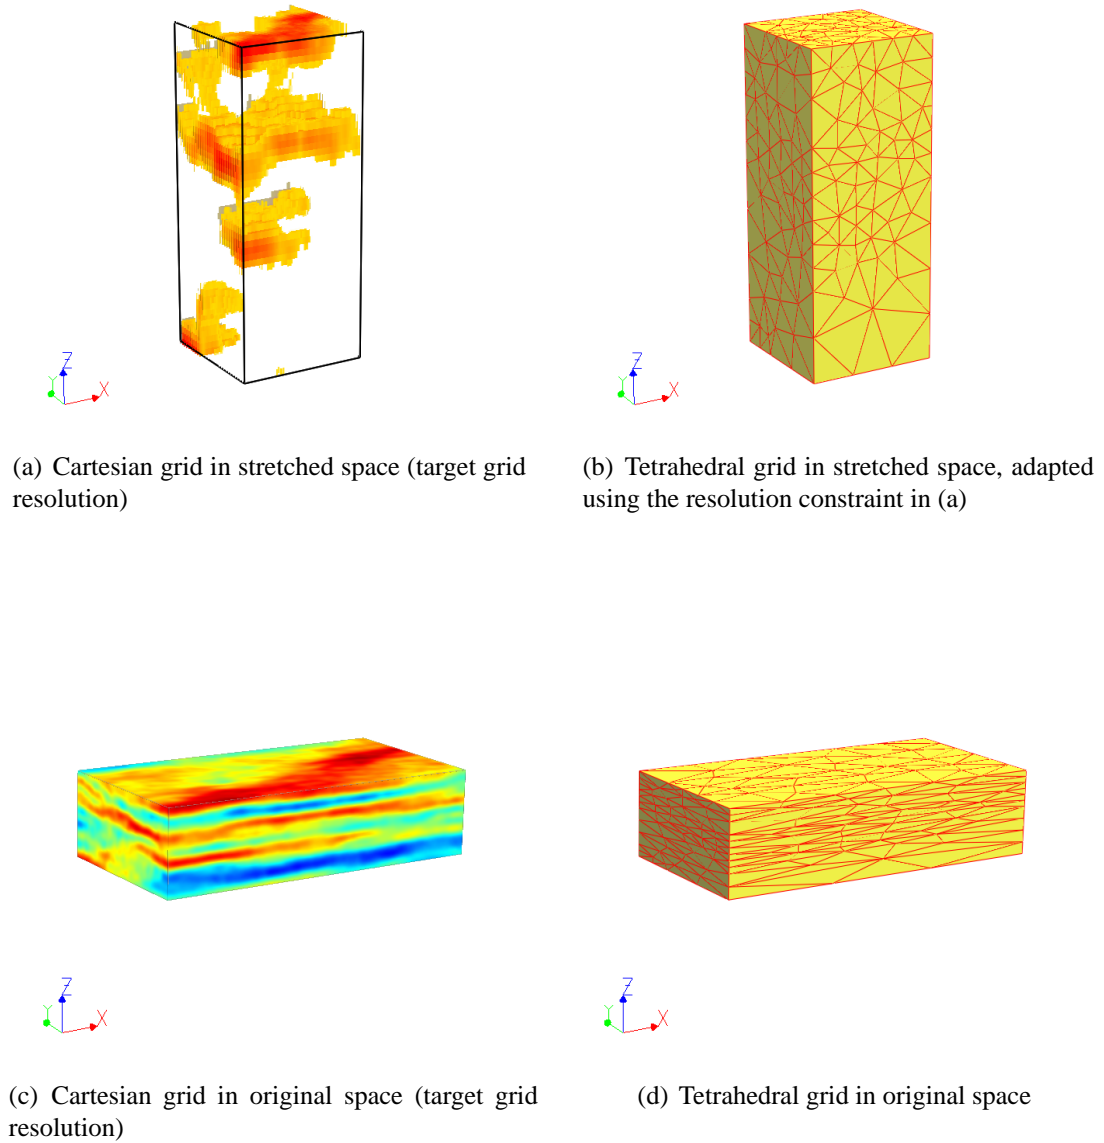 Z
Y
X
Z
Y
X
(a) Cartesian grid in stretched space (target grid
resolution)
(b) Tetrahedral grid in stretched space, adapted
using the resolution constraint in (a)
Z
Y
X
Z
Y
X
(c) Cartesian grid in original space (target grid
resolution)
(d) Tetrahedral grid in original space